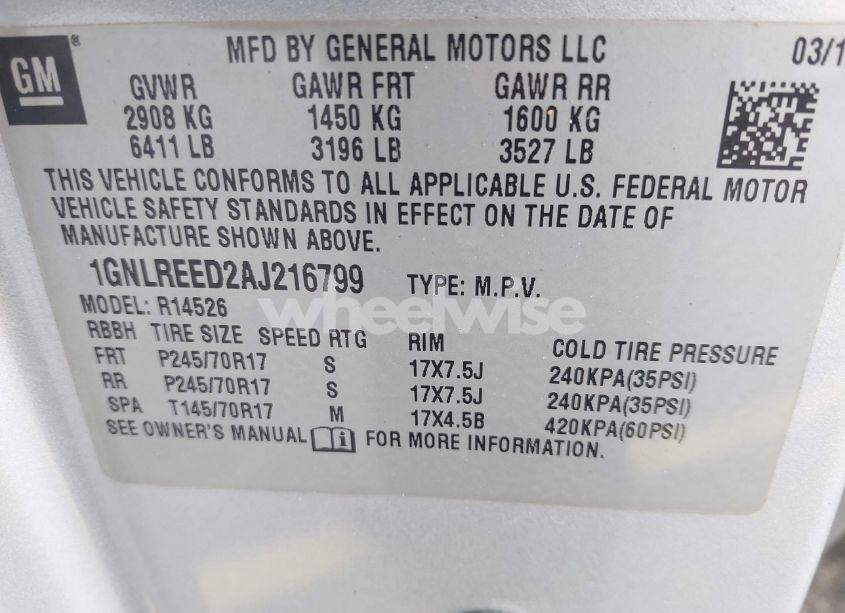 GM ® MFD BY GENERAL MOTORS LLC 03/1
GVWR GAWR FRT GAWR RR
2908 KG 1450 KG 1600 KG
6411 LB 3196 LB 3527 LB
THIS VEHICLE CONFORMS TO ALL APPLICABLE U.S. FEDERAL MOTOR
VEHICLE SAFETY STANDARDS IN EFFECT ON THE DATE OF
MANUFACTURE SHOWN ABOVE.
1GNLREED2AJ216799 TYPE: M.P.V.
MODEL: R14526
wheelwise
RBBH TIRE SIZE SPEED RTG RIM COLD TIRE PRESSURE
FRT P245/70R17 S 17X7.5J 240KPA(35PSI)
RR P245/70R17 S 17X7.5J 240KPA(35PSI)
SPA T145/70R17 M 17X4.5B 420KPA(60PSI)
SEE OWNER'S MANUAL FOR MORE INFORMATION.